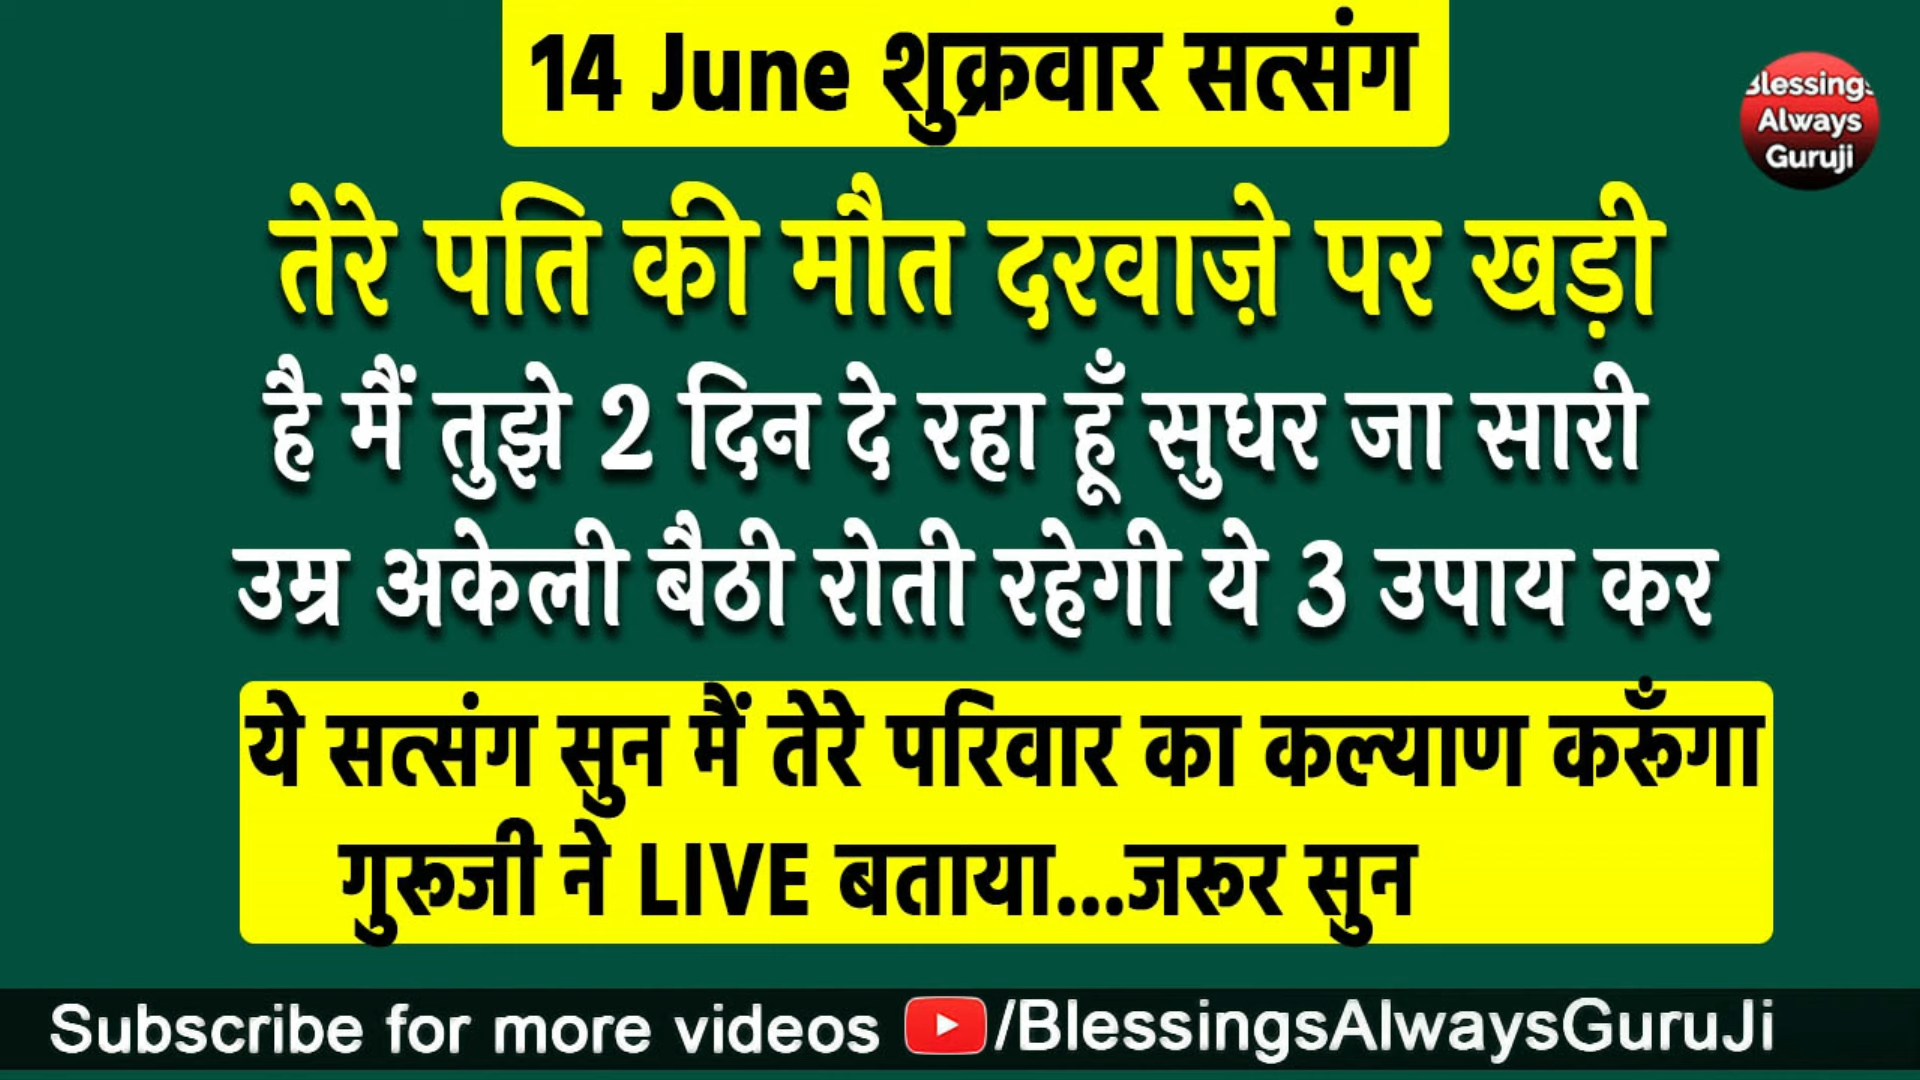 14 June शुक्रवार सत्संग
Blessings
Always
Guruji
तेरे पति की मौत दरवाज़े पर खड़ी
है मैं तुझे 2 दिन दे रहा हूँ सुधर जा सारी
उम्र अकेली बैठी रोती रहेगी ये 3 उपाय कर
ये सत्संग सुन मैं तेरे परिवार का कल्याण करूँगा
गुरूजी ने LIVE बताया...जरूर सुन
Subscribe for more videos /BlessingsAlwaysGuruJi